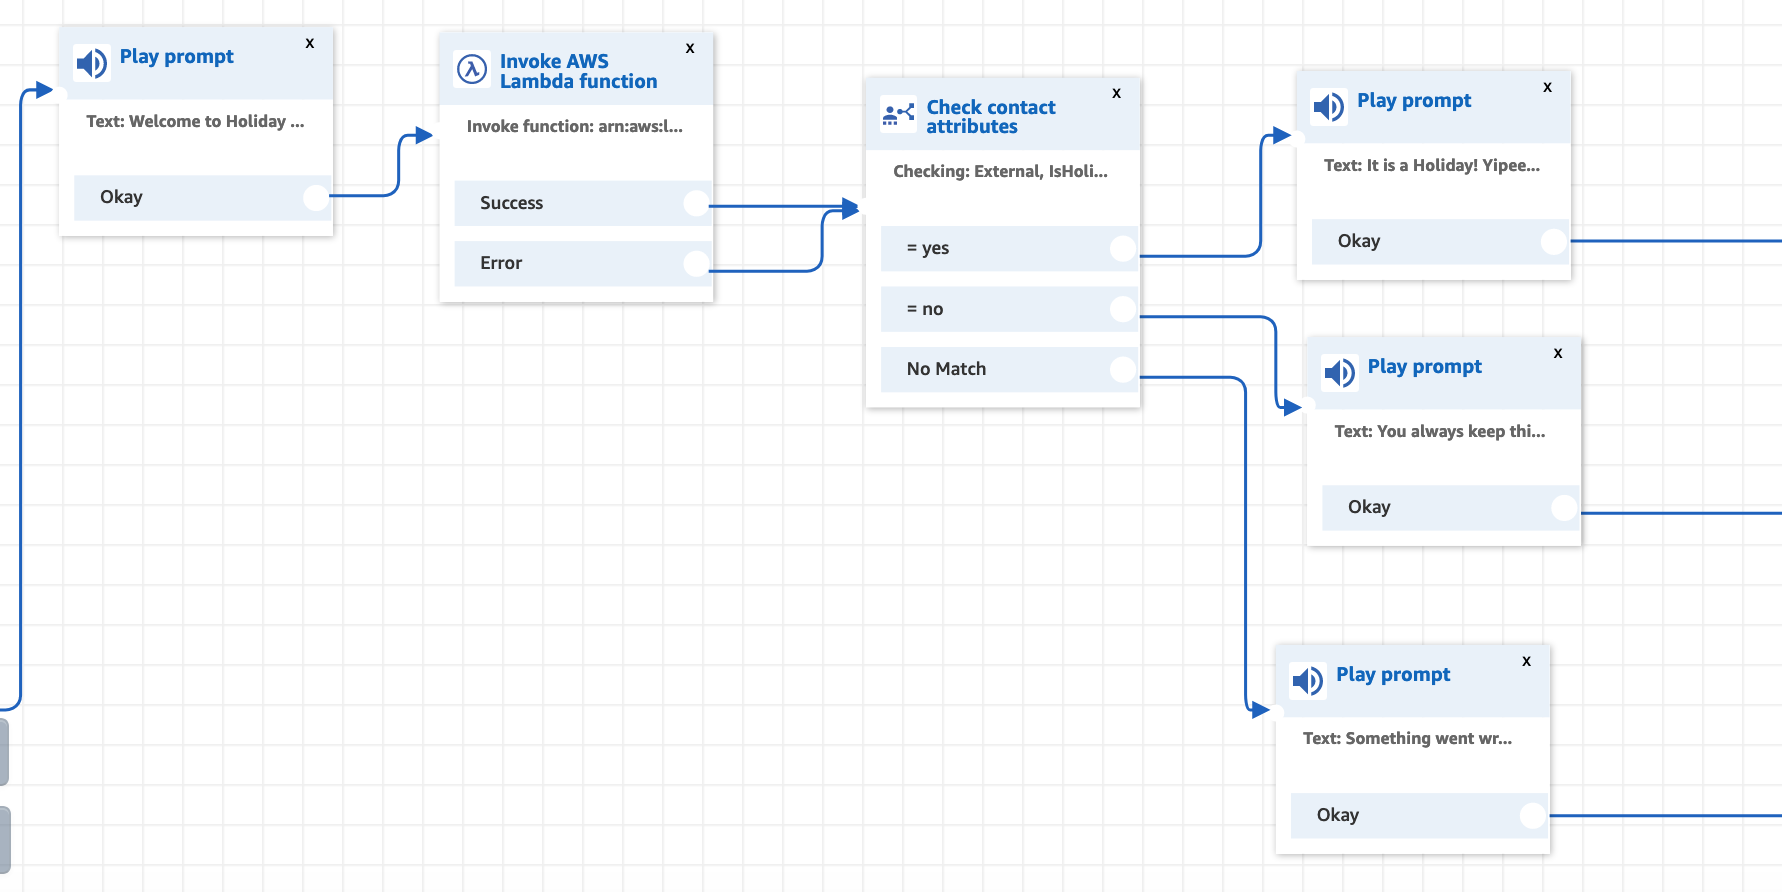 Play prompt
x
Text: Welcome to Holiday ...
Okay
Invoke AWS
Lambda function
x
Invoke function: arn:aws:l...
Success
Error
Check contact
attributes
x
Checking: External, IsHoli...
= yes
= no
No Match
Play prompt
x
Text: It is a Holiday! Yipee...
Okay
Play prompt
x
Text: You always keep thi...
Okay
Play prompt
x
Text: Something went wr...
Okay